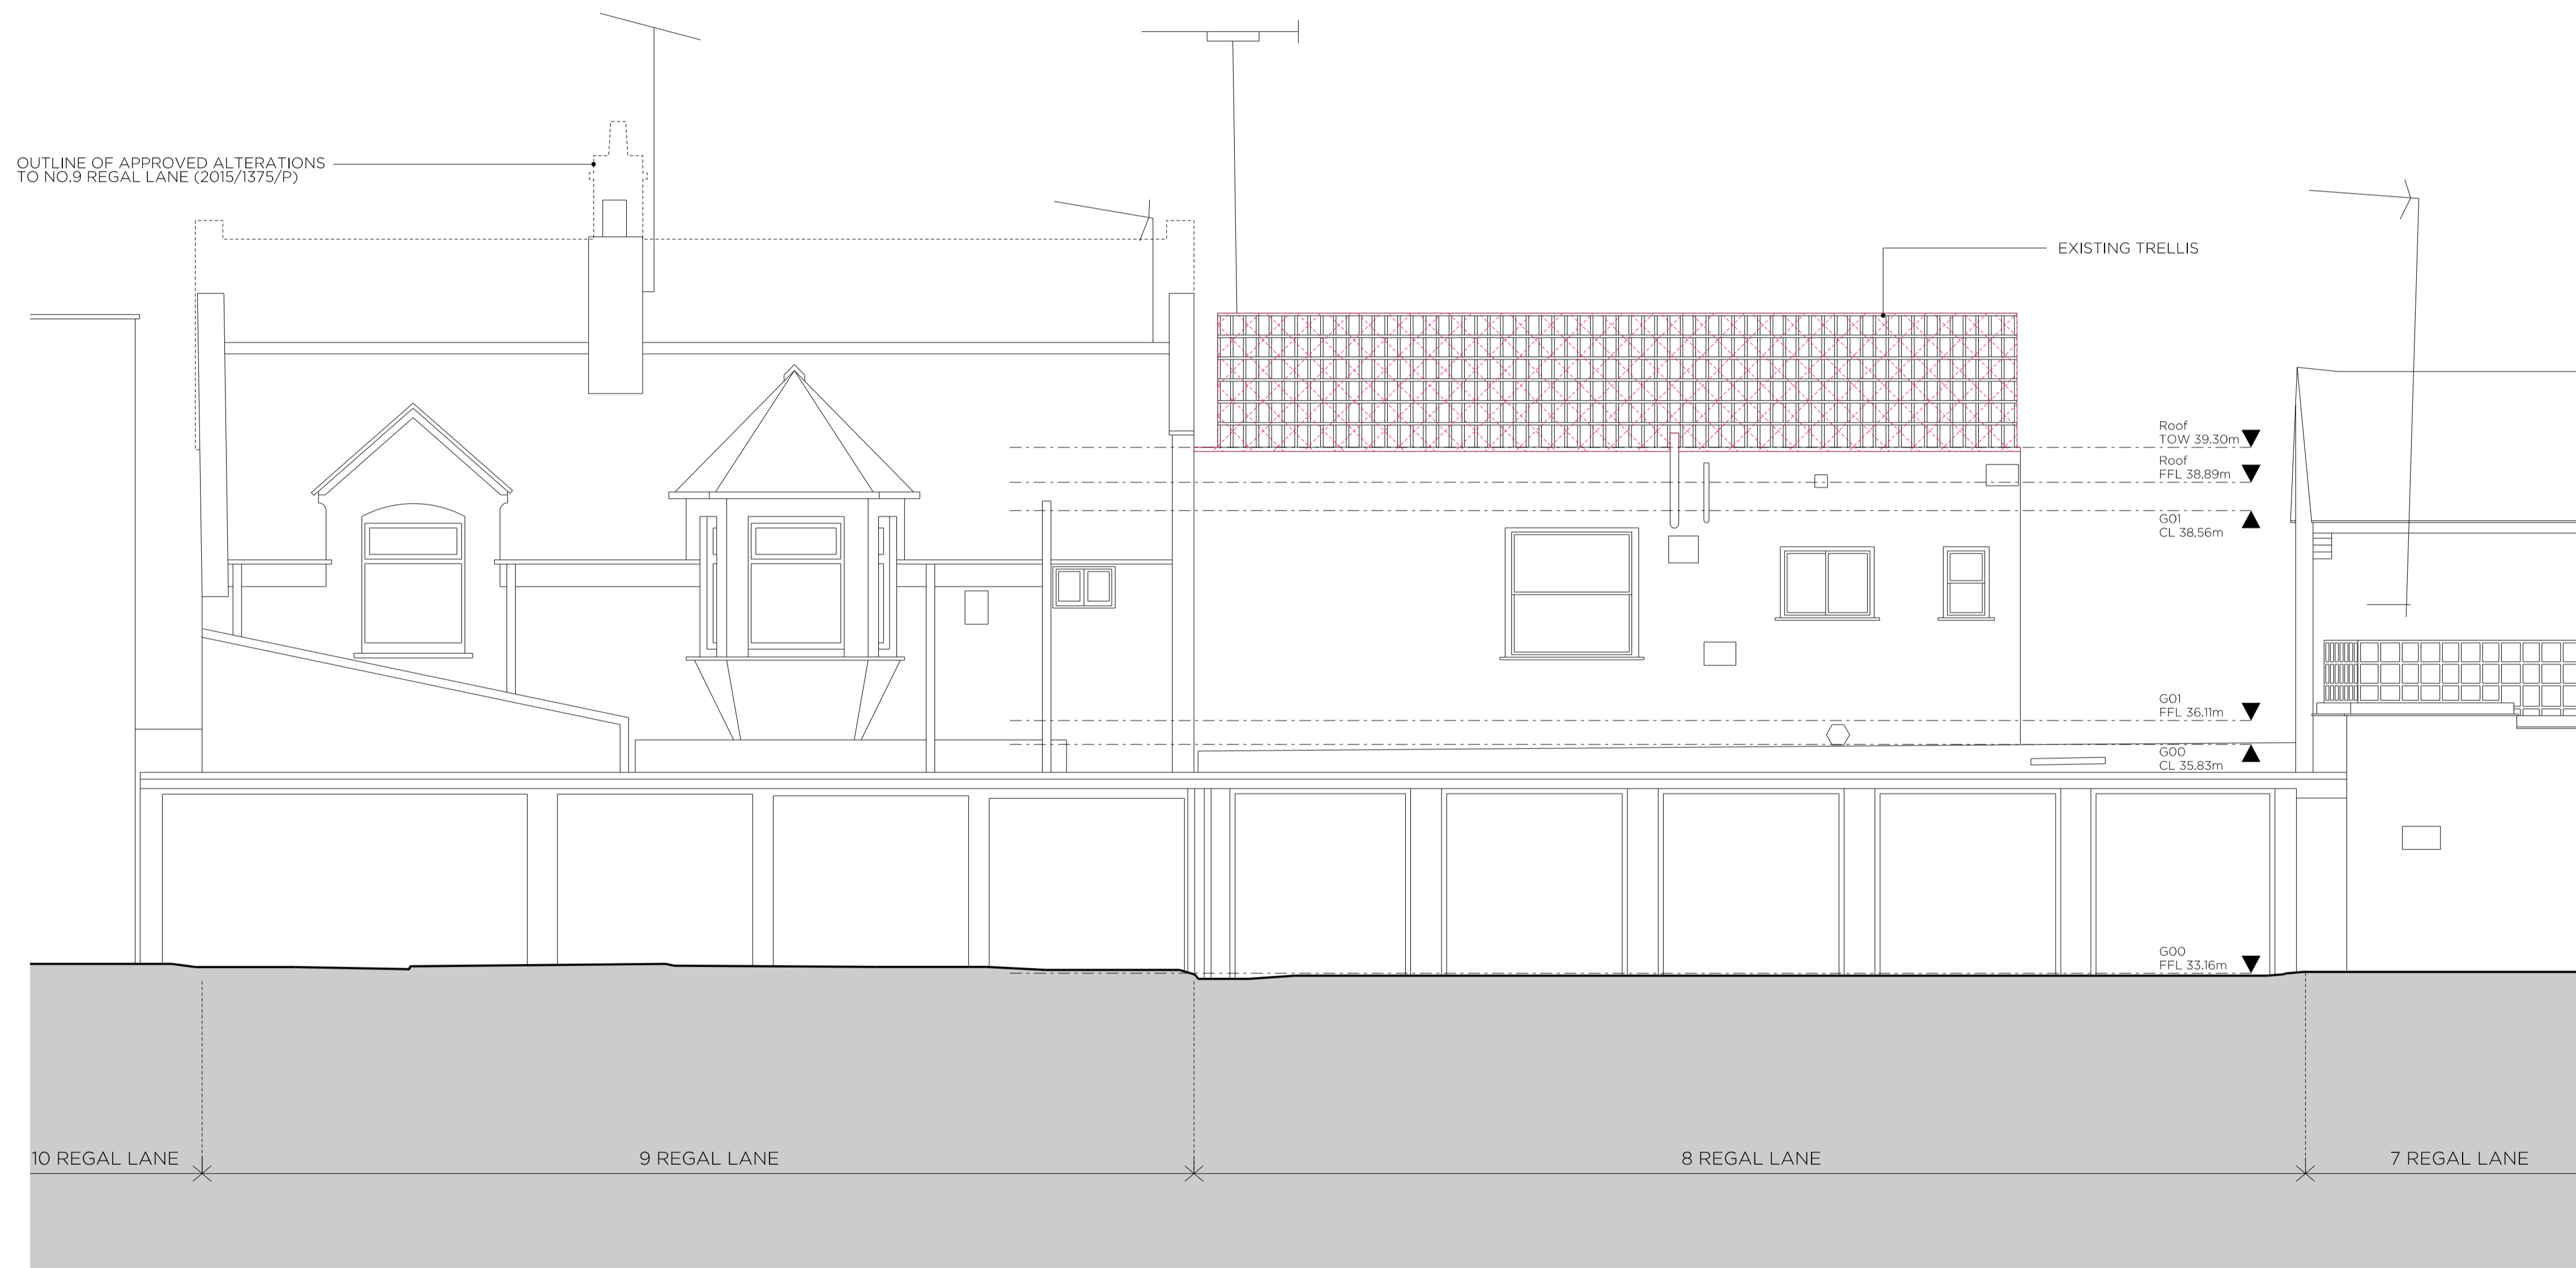 OUTLINE OF APPROVED ALTERATIONS
TO NO.9 REGAL LANE (2015/1375/P)
EXISTING TRELLIS
Roof
TOW 39.30m
Roof
FFL 38.89m
G01
CL 38.56m
G01
FFL 36.11m
G00
CL 35.83m
G00
FFL 33.16m
10 REGAL LANE
9 REGAL LANE
8 REGAL LANE
7 REGAL LANE